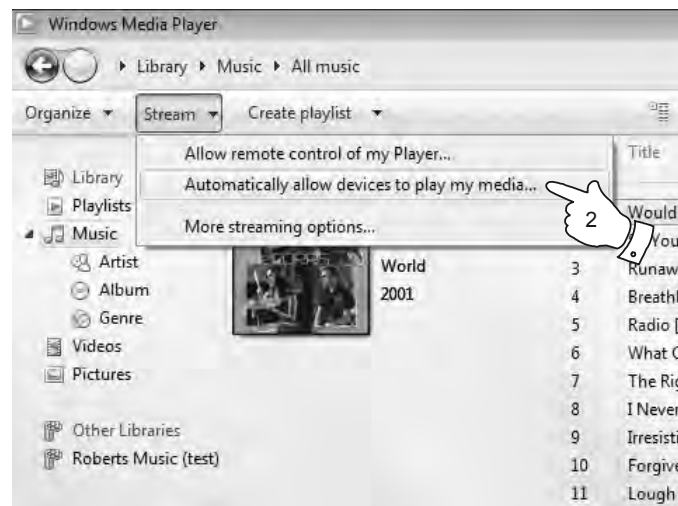 Windows Media Player
Library Music All music
Organize Stream Create playlist
Allow remote control of my Player...
Automatically allow devices to play my media...
More streaming options...
2
Library
Playlists
Music
Artist
Album
Genre
Videos
Pictures
Other Libraries
Roberts Music (test)
World
2001
Title
Would
You
3 Runaw
4 Breathl
5 Radio [
6 What C
7 The Rig
8 I Never
9 Irresisti
10 Forgive
11 Lough